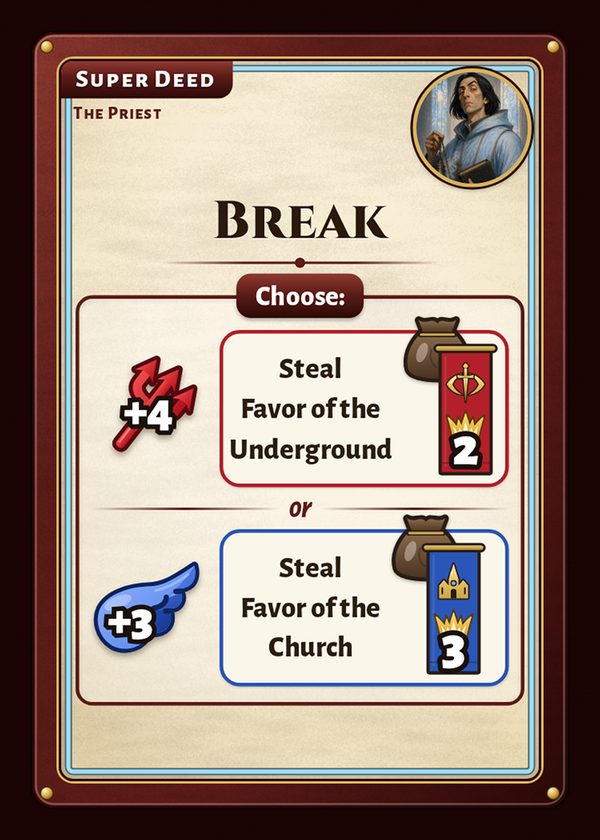 Super Deed
The Priest
Break
Choose:
+4
Steal
Favor of the
Underground
2
or
+3
Steal
Favor of the
Church
3